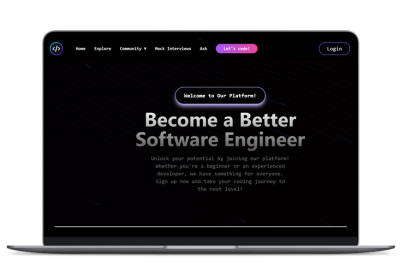 </> Home Explore Community ▼ Mock Interviews Ask Let's code! Login
Welcome to Our Platform!
Become a Better
Software Engineer
Unlock your potential by joining our platform!
Whether you're a beginner or an experienced
developer, we have something for everyone.
Sign up now and take your coding journey to
the next level!